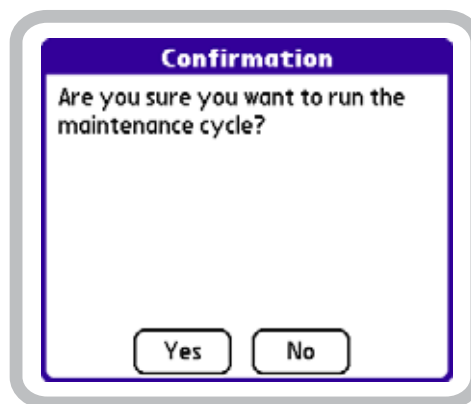 Confirmation
Are you sure you want to run the
maintenance cycle?
Yes No